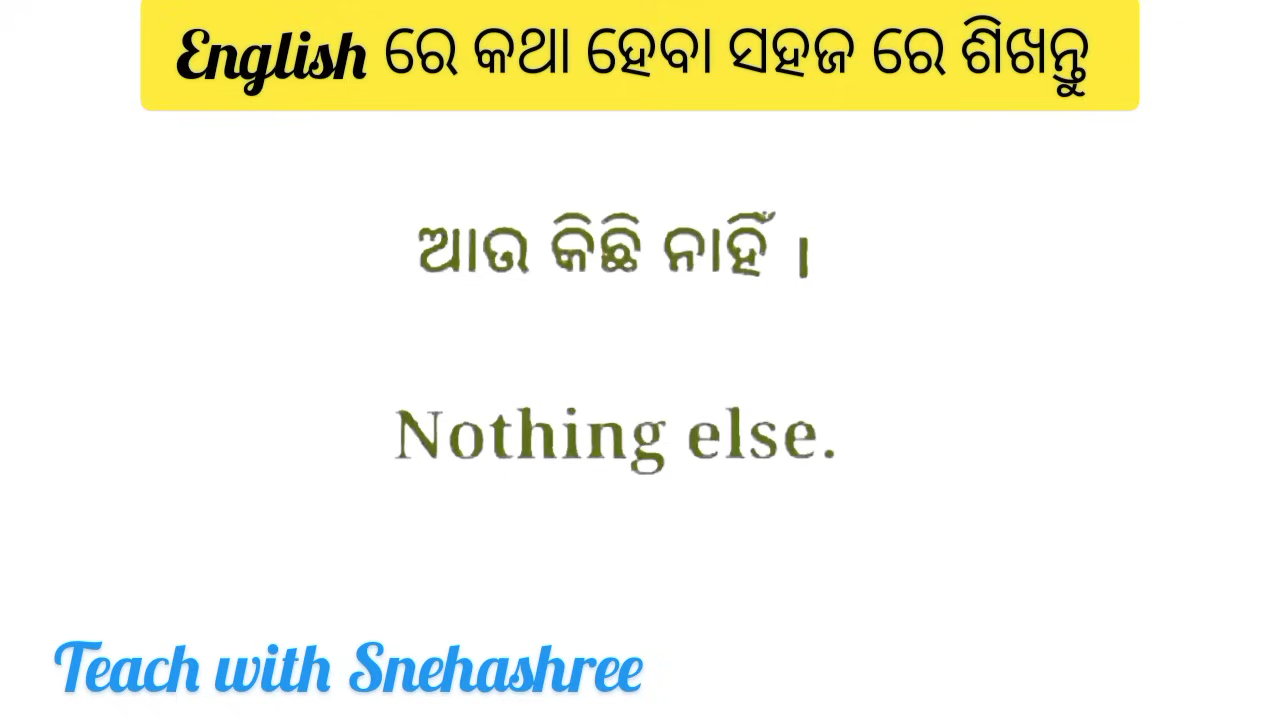 English ରେ କଥା ହେବା ସହଜ ରେ ଶିଖନ୍ତୁ
ଆଉ କିଛି ନାହିଁ ।
Nothing else.
Teach with Snehashree